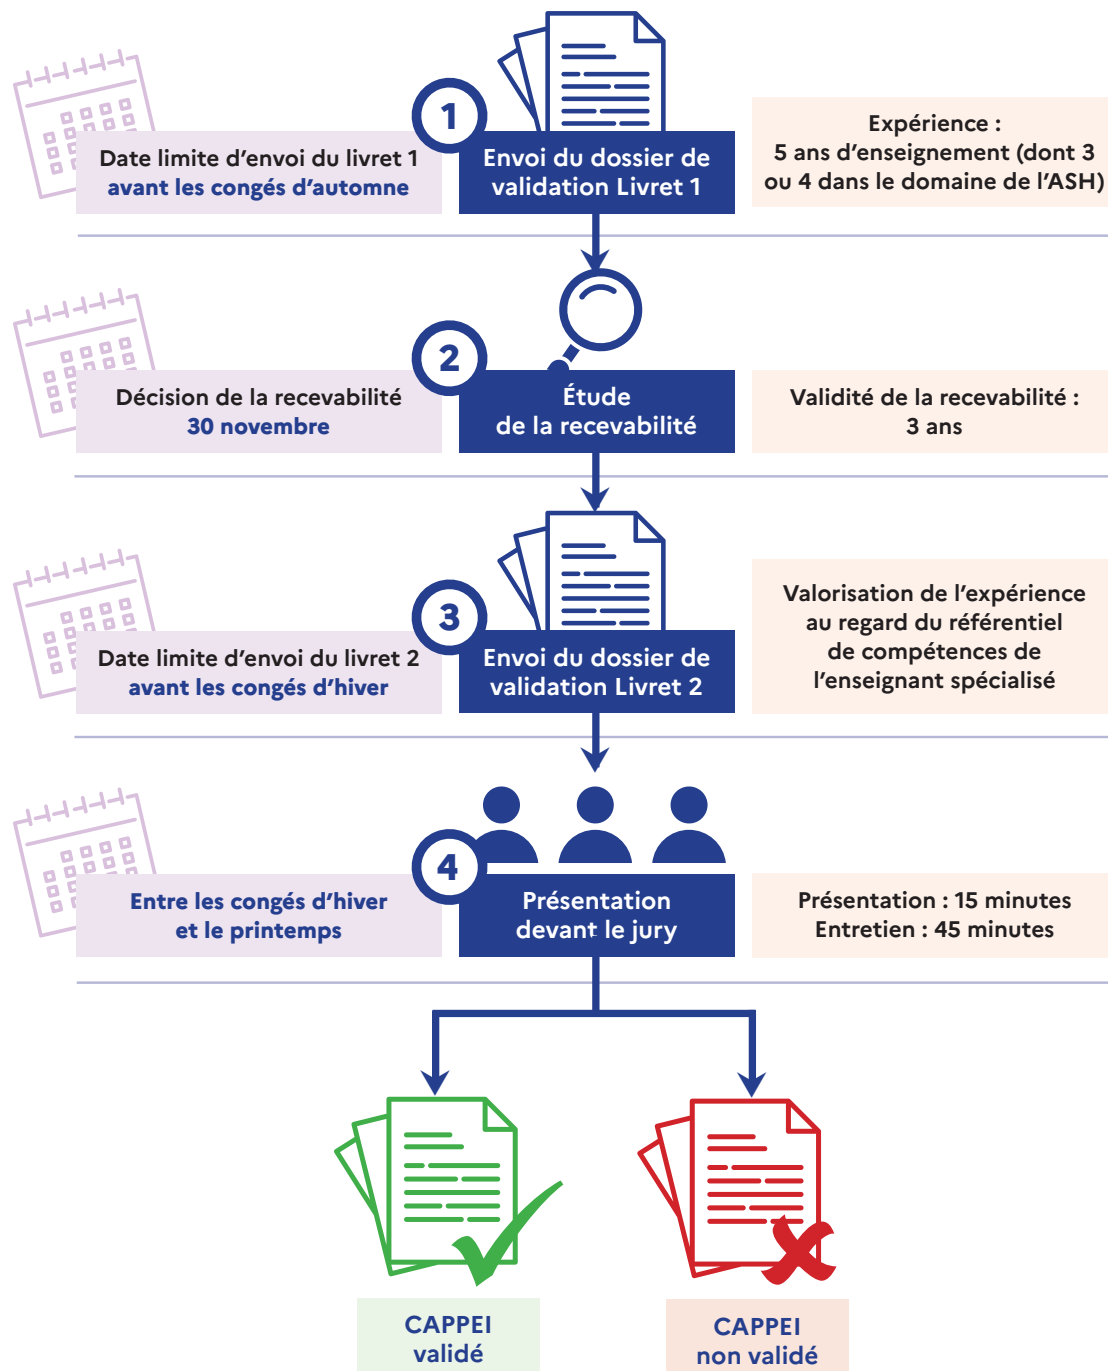 1
Date limite d'envoi du livret 1
avant les congés d'automne
Envoi du dossier de
validation Livret 1
Expérience :
5 ans d'enseignement (dont 3
ou 4 dans le domaine de l'ASH)
2
Décision de la recevabilité
30 novembre
Étude
de la recevabilité
Validité de la recevabilité :
3 ans
3
Date limite d'envoi du livret 2
avant les congés d'hiver
Envoi du dossier de
validation Livret 2
Valorisation de l'expérience
au regard du référentiel
de compétences de
l'enseignant spécialisé
4
Entre les congés d'hiver
et le printemps
Présentation
devant le jury
Présentation : 15 minutes
Entretien : 45 minutes
CAPPEI
validé
CAPPEI
non validé